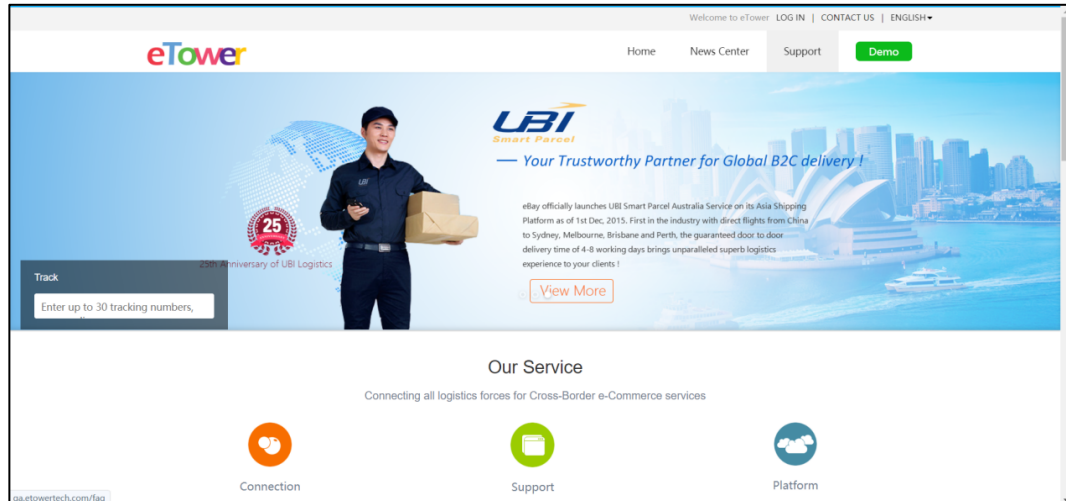 Welcome to eTower LOG IN | CONTACT US | ENGLISH
eTower
Home News Center Support Demo
UBI
Smart Parcel
— Your Trustworthy Partner for Global B2C delivery !
eBay officially launches UBI Smart Parcel Australia Service on its Asia Shipping
Platform as of 1st Dec, 2015. First in the industry with direct flights from China
to Sydney, Melbourne, Brisbane and Perth, the guaranteed door to door
delivery time of 4-8 working days brings unparalleled superb logistics
experience to your clients !
View More
UBI
25
25th Anniversary of UBI Logistics
Track
Enter up to 30 tracking numbers,
Our Service
Connecting all logistics forces for Cross-Border e-Commerce services
Connection Support Platform
qa.etowertech.com/faq